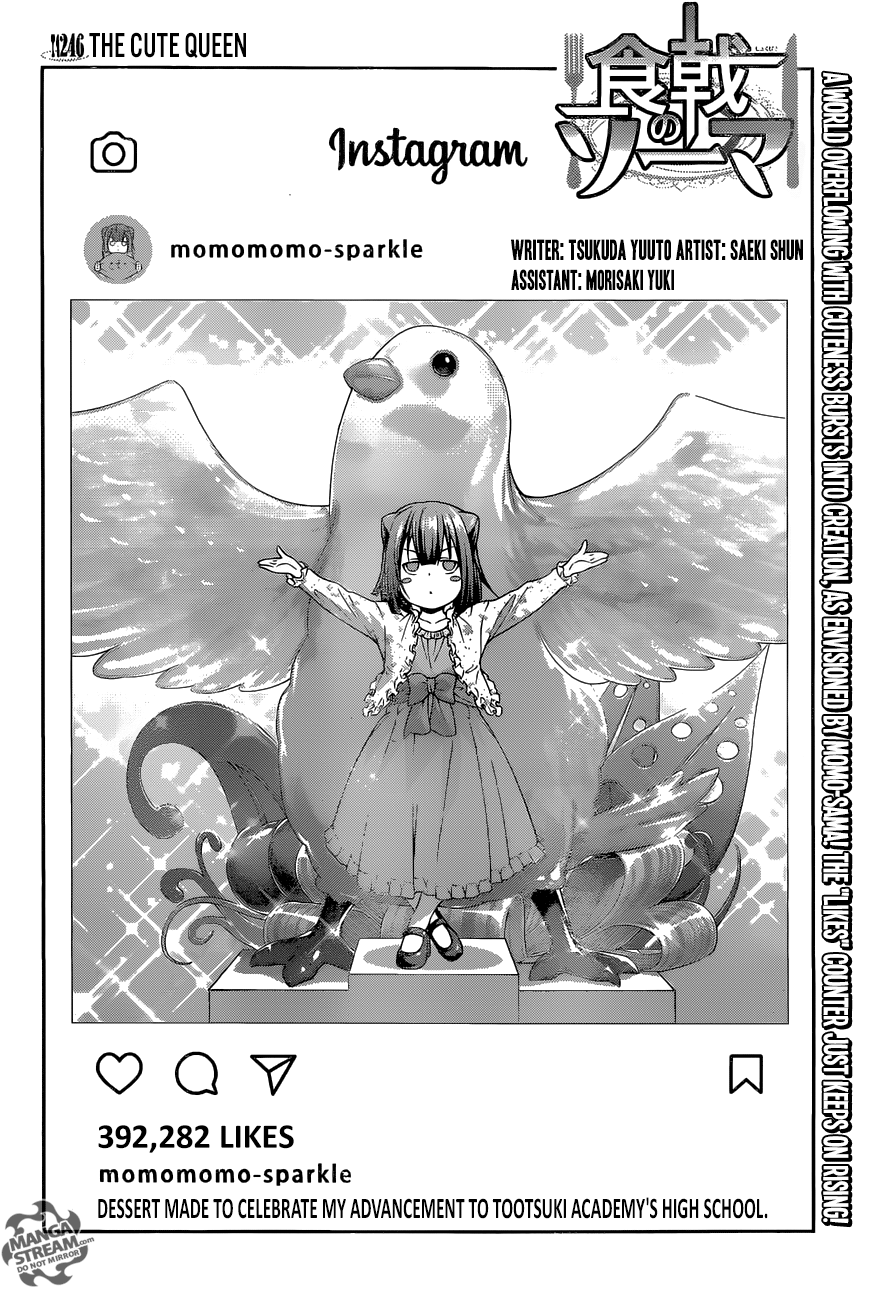 #246 THE CUTE QUEEN
食戟の
ソーマ
Instagram
momomomo-sparkle
WRITER: TSUKUDA YUUTO ARTIST: SAEKI SHUN
ASSISTANT: MORISAKI YUKI
A WORLD OVERFLOWING WITH CUTENESS BURSTS INTO CREATION, AS ENVISIONED BY MOMO-SAMA! THE "LIKES" COUNTER JUST KEEPS ON RISING!
392,282 LIKES
momomomo-sparkle
DESSERT MADE TO CELEBRATE MY ADVANCEMENT TO TOOTSUKI ACADEMY'S HIGH SCHOOL.
MANGA
STREAM.com
DO NOT MIRROR